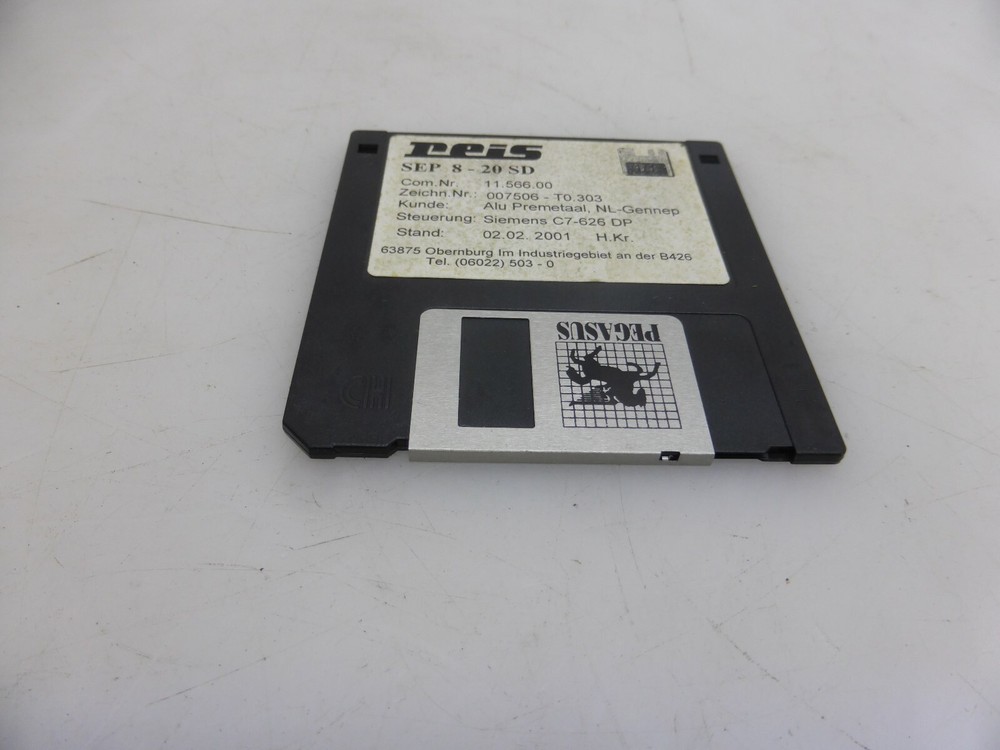 reis
SEP 8 - 20 SD
Com.Nr. 11.566.00
Zeichn.Nr.: 007506 - T0.303
Kunde: Alu Premetaal, NL-Gennep
Steuerung: Siemens C7-626 DP
Stand: 02.02. 2001 H.Kr.
63875 Obernburg Im Industriegebiet an der B426
Tel. (06022) 503 - 0
PEGASUS
HD